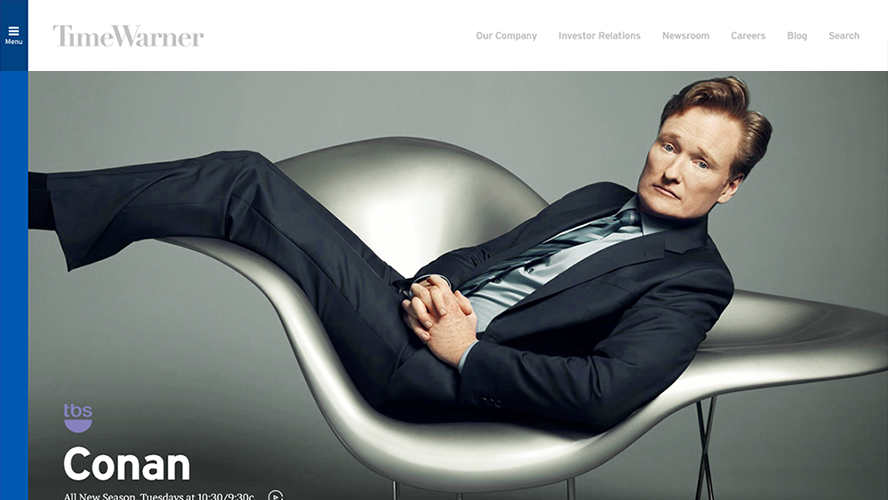 Menu
TimeWarner
Our Company
Investor Relations
Newsroom
Careers
Blog
Search
tbs
Conan
All New Season, Tuesdays at 10:30/9:30c